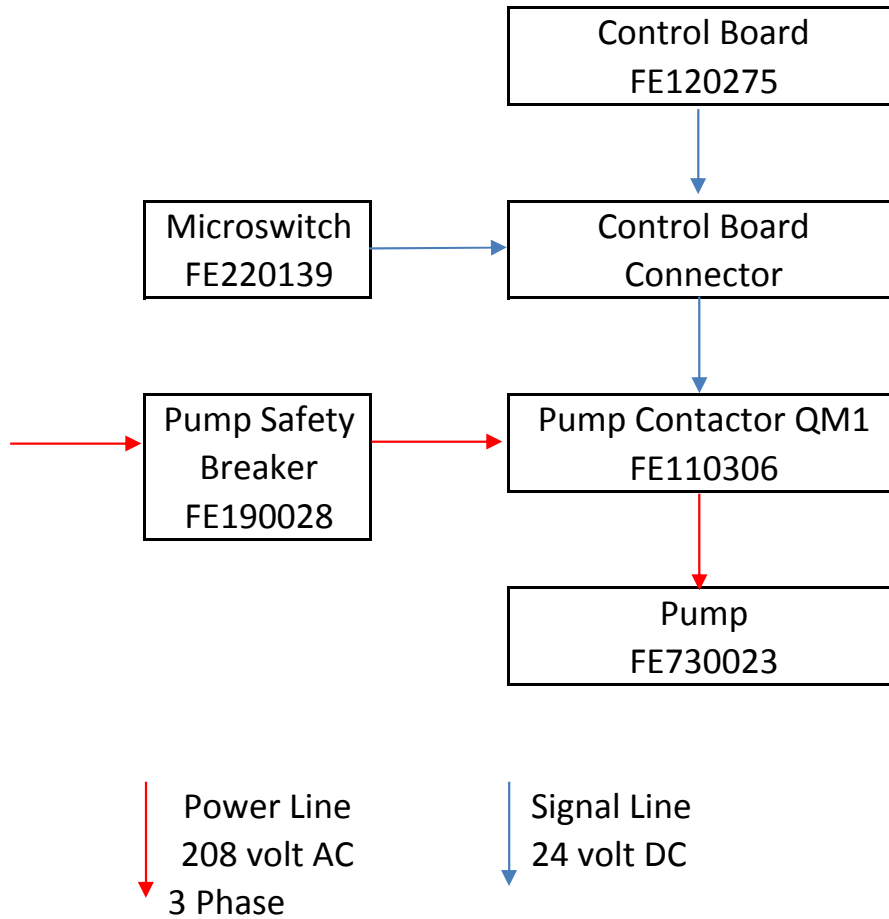 Control Board
FE120275
Microswitch
FE220139
Control Board
Connector
Pump Safety
Breaker
FE190028
Pump Contactor QM1
FE110306
Pump
FE730023
Power Line
208 volt AC
3 Phase
Signal Line
24 volt DC